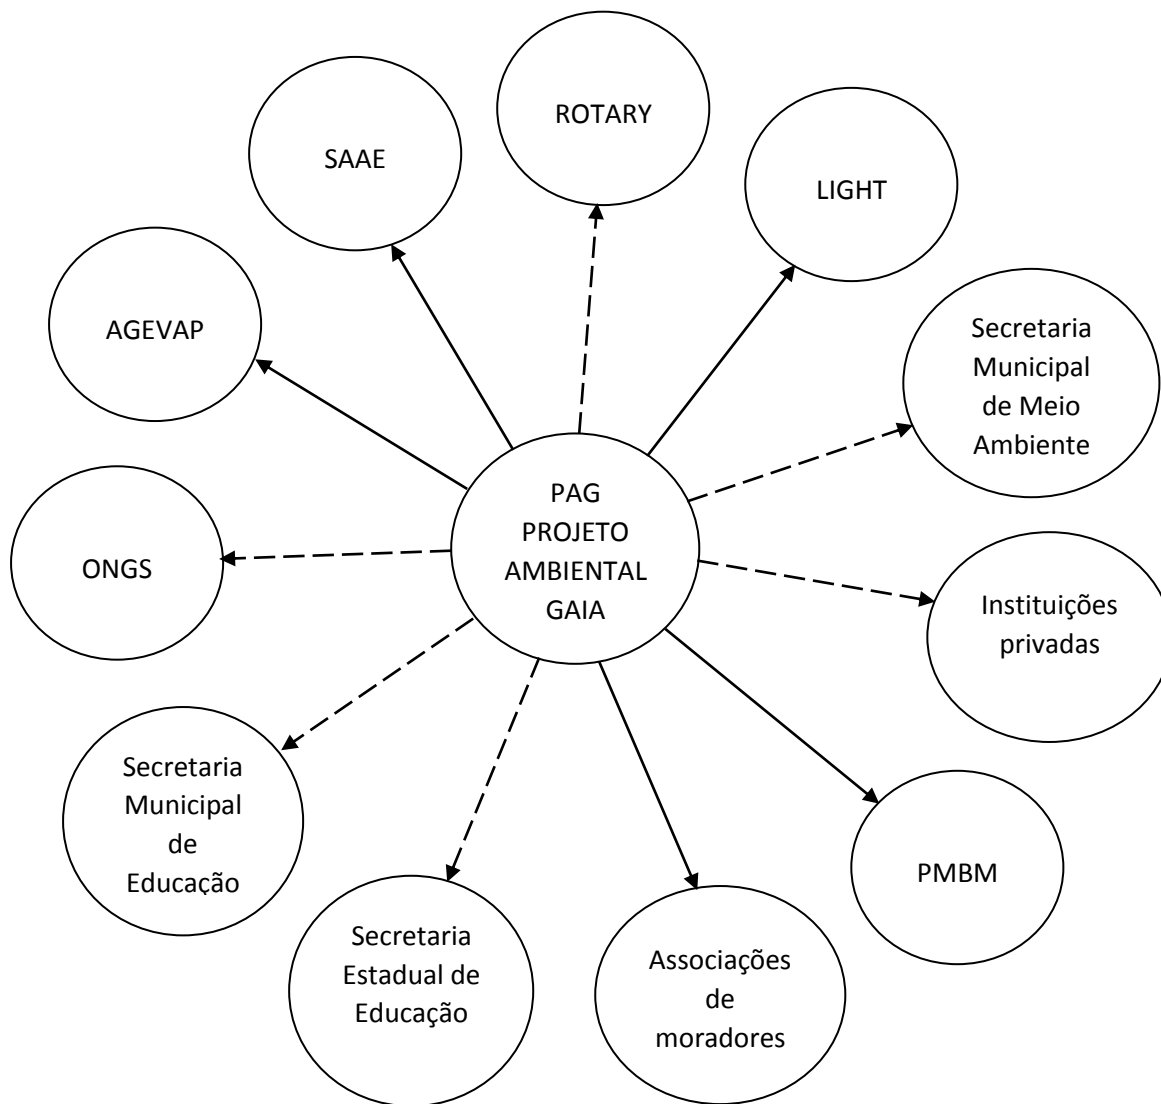 ROTARY
SAAE
LIGHT
AGEVAP
Secretaria
Municipal
de Meio
Ambiente
PAG
PROJETO
AMBIENTAL
GAIA
ONGS
Instituições
privadas
Secretaria
Municipal
de
Educação
PMBM
Secretaria
Estadual de
Educação
Associações
de
moradores